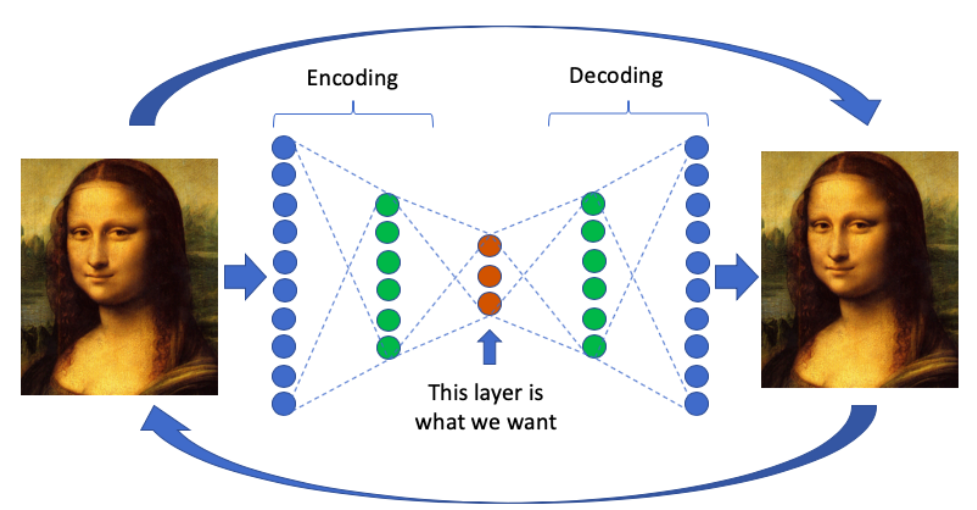 Encoding
Decoding
This layer is
what we want